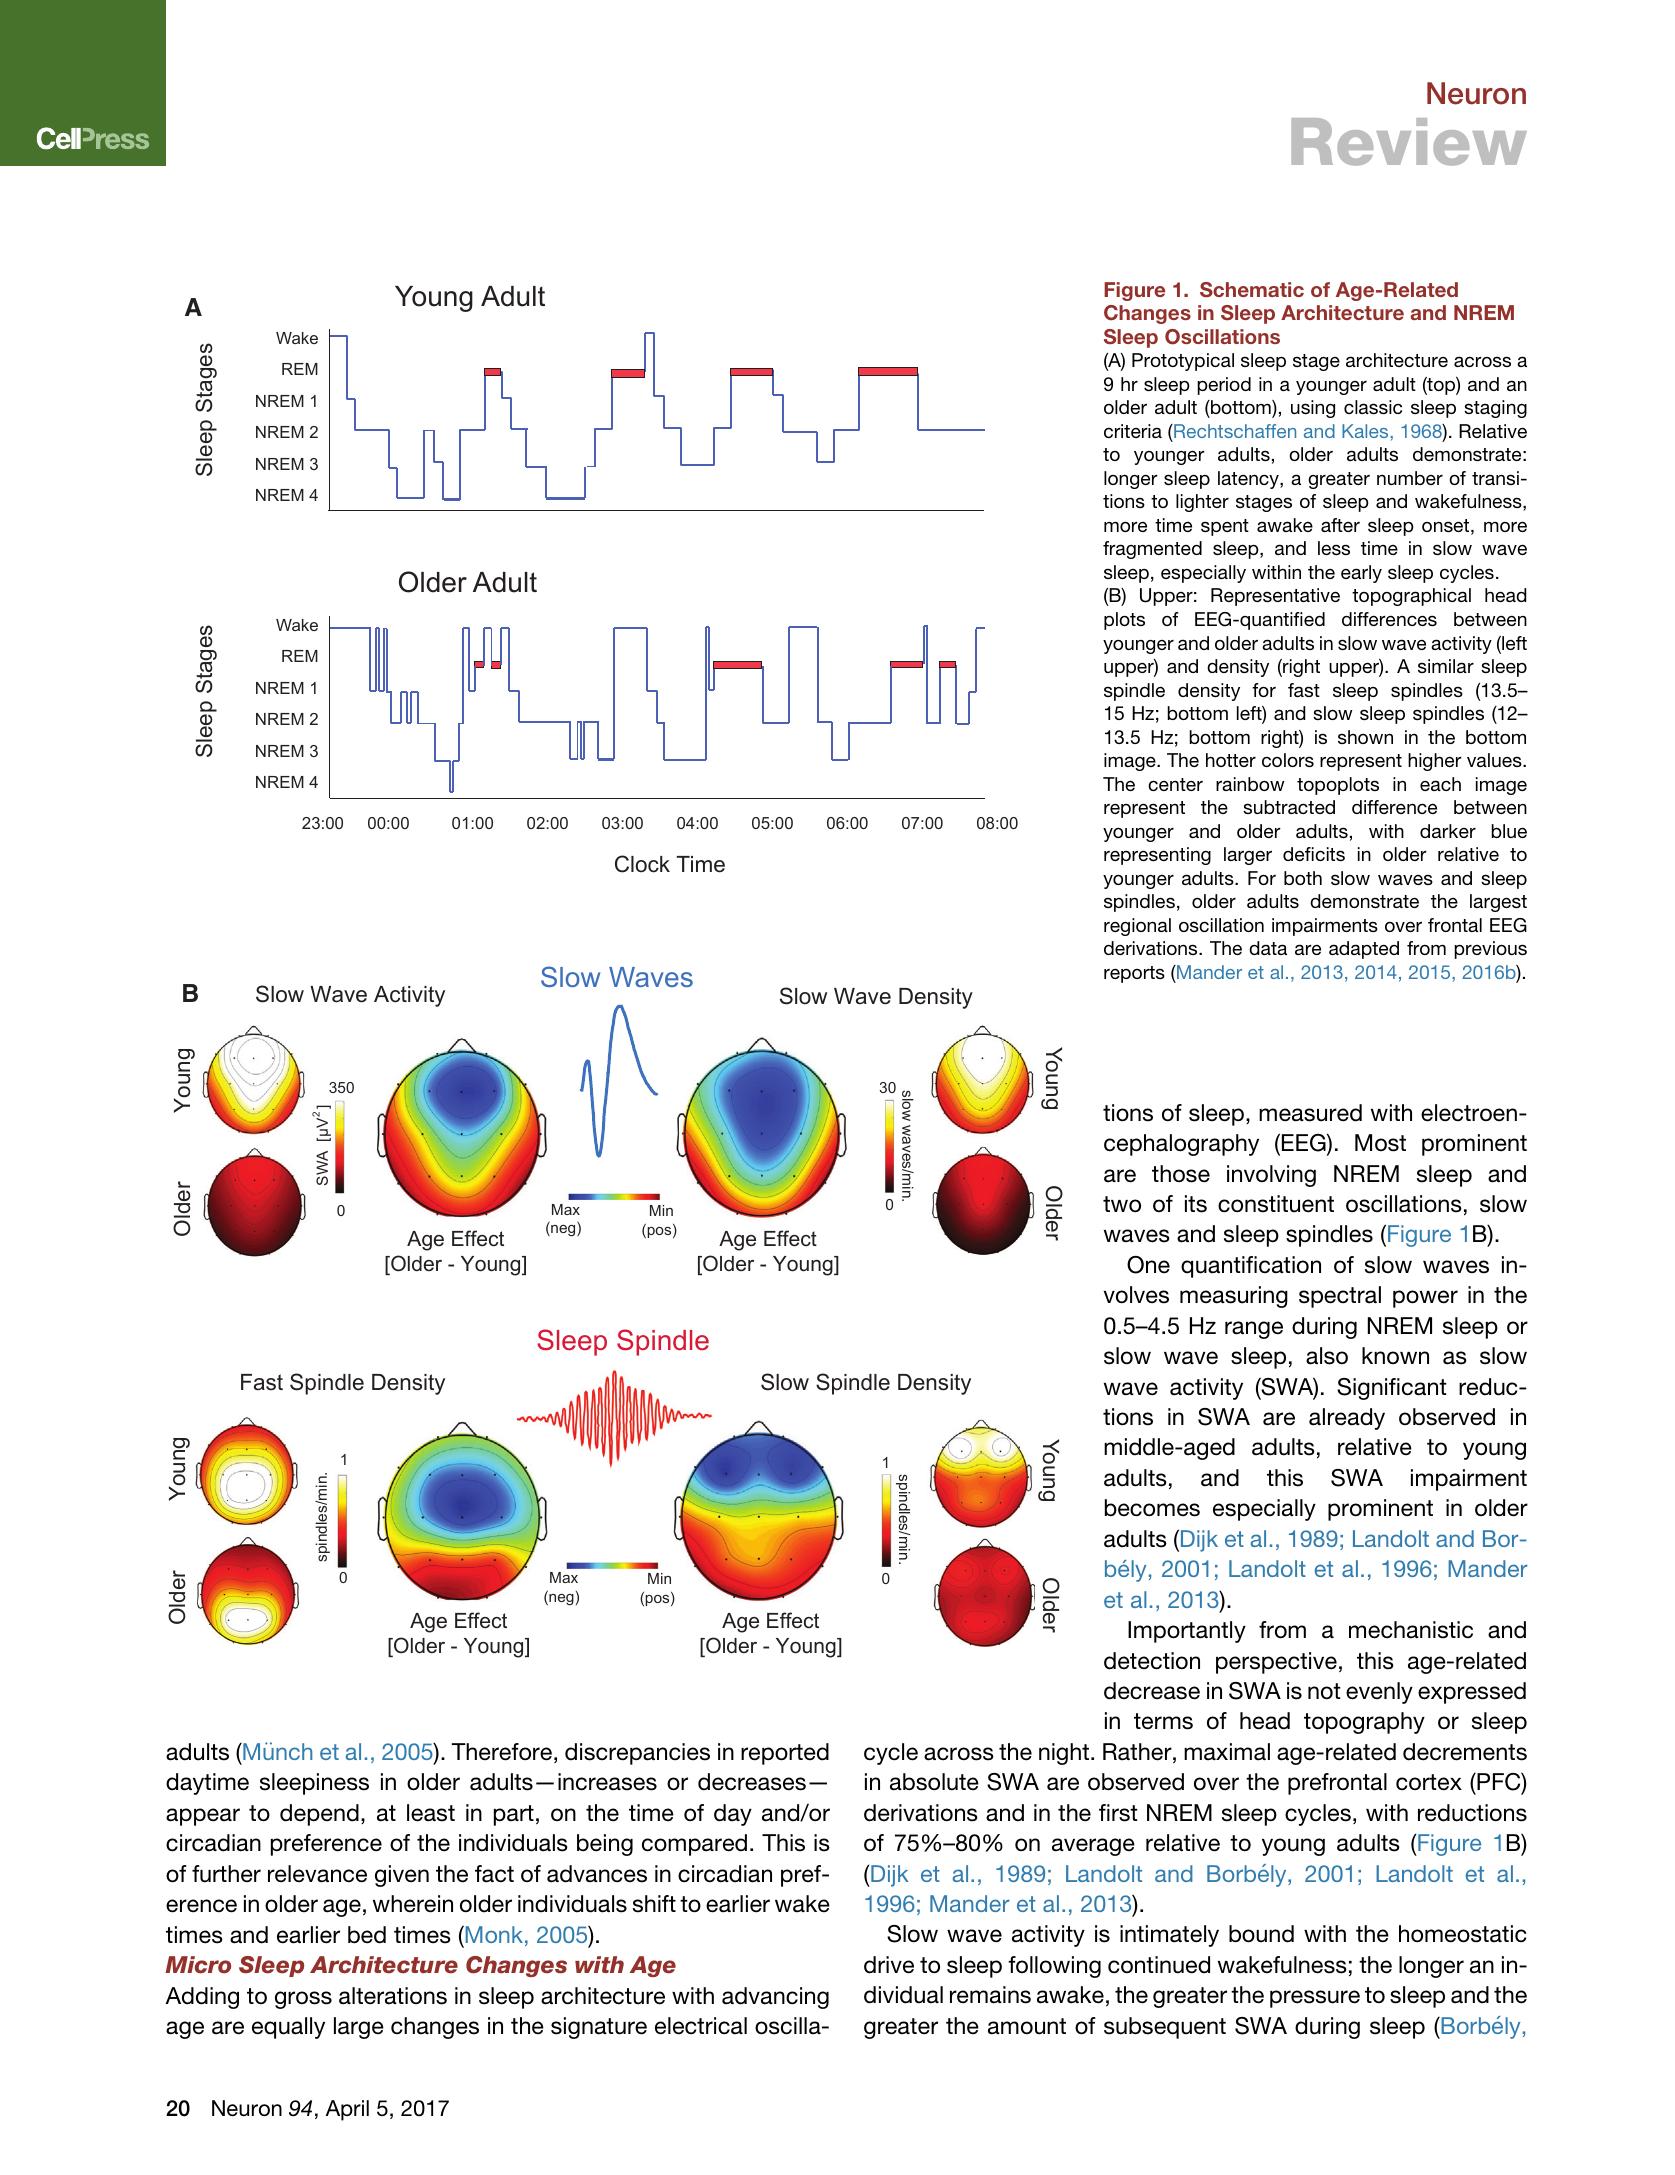 CellPress
Neuron
Review
A
Young Adult
Sleep Stages
Wake
REM
NREM 1
NREM 2
NREM 3
NREM 4
Older Adult
Sleep Stages
Wake
REM
NREM 1
NREM 2
NREM 3
NREM 4
23:00 00:00 01:00 02:00 03:00 04:00 05:00 06:00 07:00 08:00
Clock Time
Figure 1. Schematic of Age-Related
Changes in Sleep Architecture and NREM
Sleep Oscillations
(A) Prototypical sleep stage architecture across a
9 hr sleep period in a younger adult (top) and an
older adult (bottom), using classic sleep staging
criteria (Rechtschaffen and Kales, 1968). Relative
to younger adults, older adults demonstrate:
longer sleep latency, a greater number of transi-
tions to lighter stages of sleep and wakefulness,
more time spent awake after sleep onset, more
fragmented sleep, and less time in slow wave
sleep, especially within the early sleep cycles.
(B) Upper: Representative topographical head
plots of EEG-quantified differences between
younger and older adults in slow wave activity (left
upper) and density (right upper). A similar sleep
spindle density for fast sleep spindles (13.5–
15 Hz; bottom left) and slow sleep spindles (12–
13.5 Hz; bottom right) is shown in the bottom
image. The hotter colors represent higher values.
The center rainbow topoplots in each image
represent the subtracted difference between
younger and older adults, with darker blue
representing larger deficits in older relative to
younger adults. For both slow waves and sleep
spindles, older adults demonstrate the largest
regional oscillation impairments over frontal EEG
derivations. The data are adapted from previous
reports (Mander et al., 2013, 2014, 2015, 2016b).
B
Slow Waves
Slow Wave Activity
Slow Wave Density
Young
Older
350
SWA [µV²]
0
Max
(neg)
Min
(pos)
Age Effect
[Older - Young]
Age Effect
[Older - Young]
30
slow waves/min.
0
Young
Older
Sleep Spindle
Fast Spindle Density
Slow Spindle Density
Young
Older
1
spindles/min.
0
Max
(neg)
Min
(pos)
Age Effect
[Older - Young]
Age Effect
[Older - Young]
1
spindles/min.
0
Young
Older
adults (Münch et al., 2005). Therefore, discrepancies in reported
daytime sleepiness in older adults—increases or decreases—
appear to depend, at least in part, on the time of day and/or
circadian preference of the individuals being compared. This is
of further relevance given the fact of advances in circadian pref-
erence in older age, wherein older individuals shift to earlier wake
times and earlier bed times (Monk, 2005).
Micro Sleep Architecture Changes with Age
Adding to gross alterations in sleep architecture with advancing
age are equally large changes in the signature electrical oscilla-
tions of sleep, measured with electroen-
cephalography (EEG). Most prominent
are those involving NREM sleep and
two of its constituent oscillations, slow
waves and sleep spindles (Figure 1B).
One quantification of slow waves in-
volves measuring spectral power in the
0.5–4.5 Hz range during NREM sleep or
slow wave sleep, also known as slow
wave activity (SWA). Significant reduc-
tions in SWA are already observed in
middle-aged adults, relative to young
adults, and this SWA impairment
becomes especially prominent in older
adults (Dijk et al., 1989; Landolt and Bor-
bély, 2001; Landolt et al., 1996; Mander
et al., 2013).
Importantly from a mechanistic and
detection perspective, this age-related
decrease in SWA is not evenly expressed
in terms of head topography or sleep
cycle across the night. Rather, maximal age-related decrements
in absolute SWA are observed over the prefrontal cortex (PFC)
derivations and in the first NREM sleep cycles, with reductions
of 75%–80% on average relative to young adults (Figure 1B)
(Dijk et al., 1989; Landolt and Borbély, 2001; Landolt et al.,
1996; Mander et al., 2013).
Slow wave activity is intimately bound with the homeostatic
drive to sleep following continued wakefulness; the longer an in-
dividual remains awake, the greater the pressure to sleep and the
greater the amount of subsequent SWA during sleep (Borbély,
20 Neuron 94, April 5, 2017